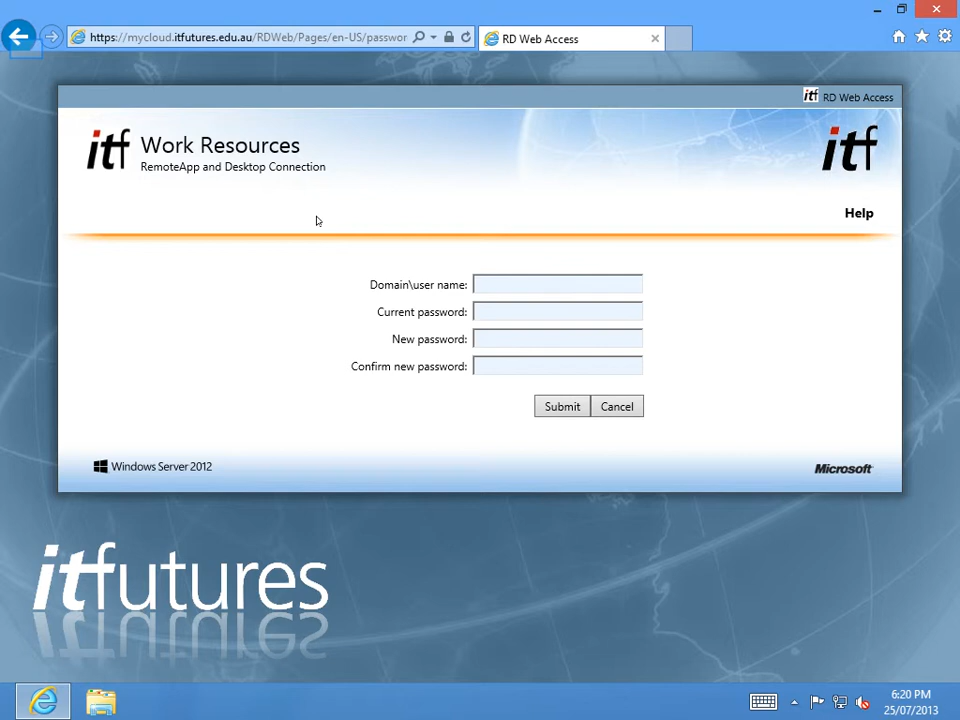 https://mycloud.itfutures.edu.au/RDWeb/Pages/en-US/passwor
RD Web Access
itf RD Web Access
itf
Work Resources
RemoteApp and Desktop Connection
itf
Help
Domain\user name:
Current password:
New password:
Confirm new password:
Submit
Cancel
Windows Server 2012
Microsoft
itfutures
6:20 PM
25/07/2013